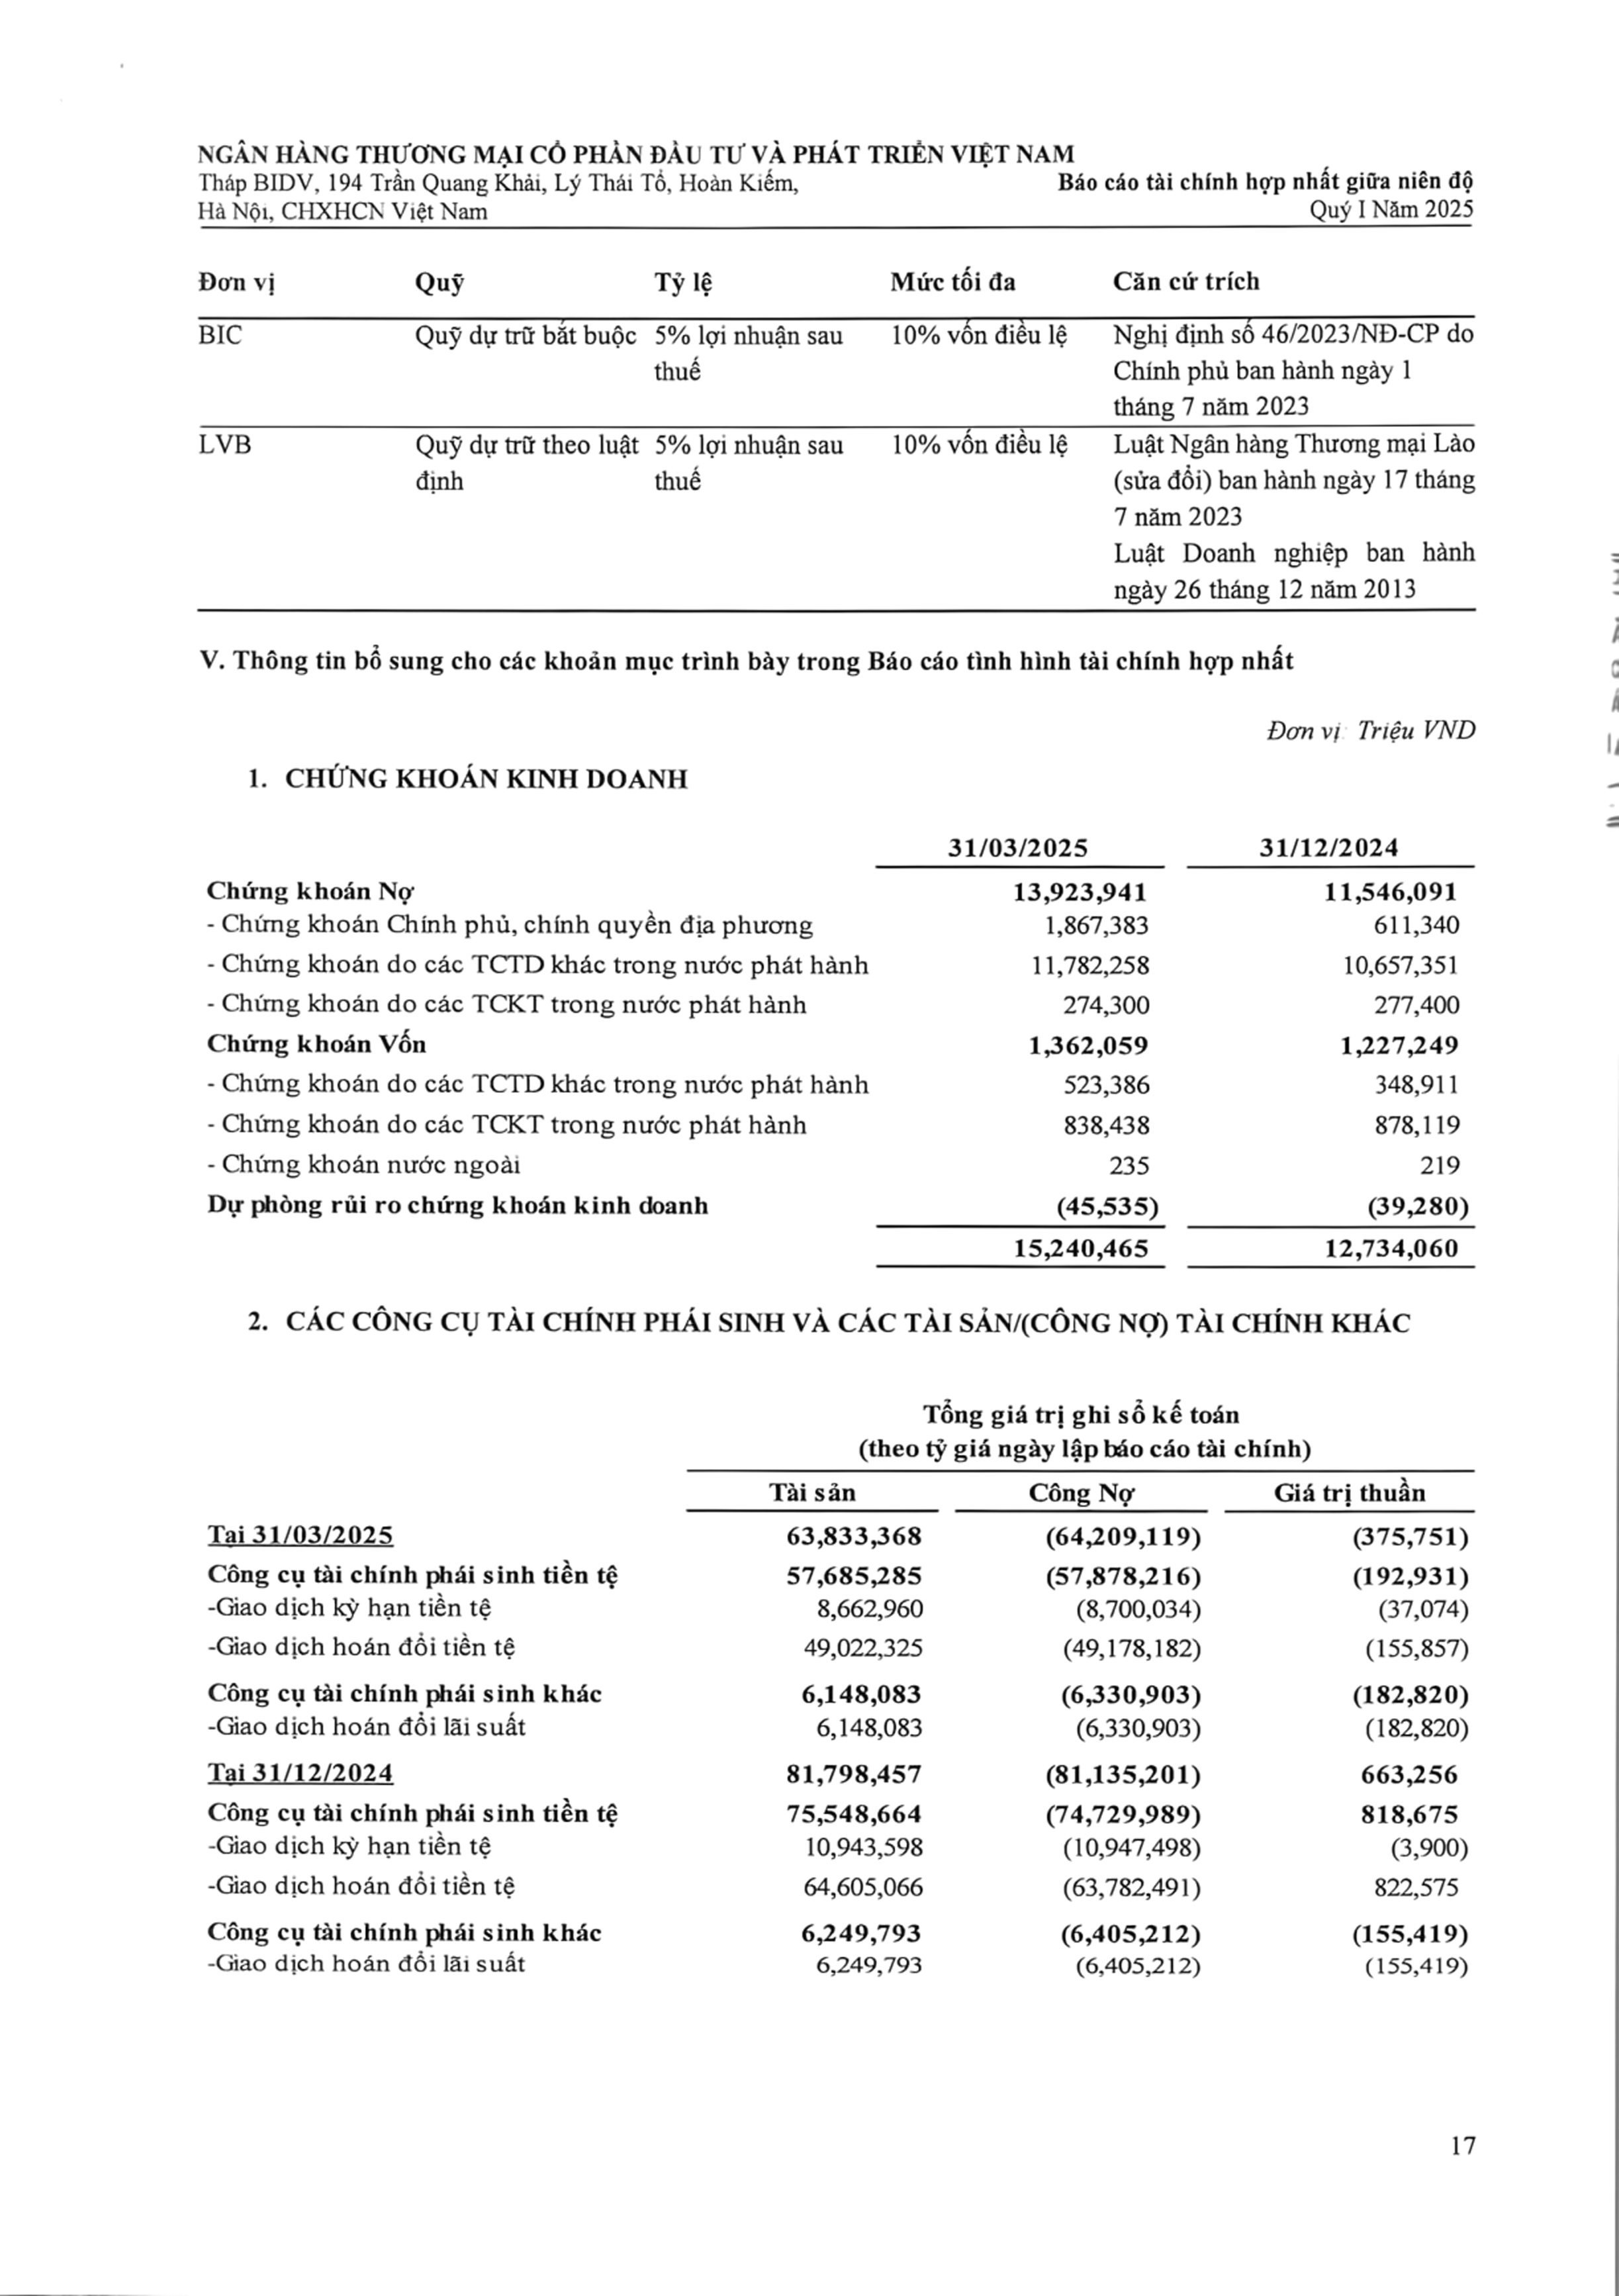 NGÂN HÀNG THƯƠNG MẠI CỔ PHẦN ĐẦU TƯ VÀ PHÁT TRIỂN VIỆT NAM
Tháp BIDV, 194 Trần Quang Khải, Lý Thái Tổ, Hoàn Kiếm, Báo cáo tài chính hợp nhất giữa niên độ
Hà Nội, CHXHCN Việt Nam Quý I Năm 2025
Đơn vị Quỹ Tỷ lệ Mức tối đa Căn cứ trích
BIC Quỹ dự trữ bắt buộc 5% lợi nhuận sau 10% vốn điều lệ Nghị định số 46/2023/NĐ-CP do
thuế Chính phủ ban hành ngày 1
tháng 7 năm 2023
LVB Quỹ dự trữ theo luật 5% lợi nhuận sau 10% vốn điều lệ Luật Ngân hàng Thương mại Lào
định thuế (sửa đổi) ban hành ngày 17 tháng
7 năm 2023
Luật Doanh nghiệp ban hành
ngày 26 tháng 12 năm 2013
V. Thông tin bổ sung cho các khoản mục trình bày trong Báo cáo tình hình tài chính hợp nhất
Đơn vị: Triệu VND
1. CHỨNG KHOÁN KINH DOANH
31/03/2025 31/12/2024
Chứng khoán Nợ 13,923,941 11,546,091
- Chứng khoán Chính phủ, chính quyền địa phương 1,867,383 611,340
- Chứng khoán do các TCTD khác trong nước phát hành 11,782,258 10,657,351
- Chứng khoán do các TCKT trong nước phát hành 274,300 277,400
Chứng khoán Vốn 1,362,059 1,227,249
- Chứng khoán do các TCTD khác trong nước phát hành 523,386 348,911
- Chứng khoán do các TCKT trong nước phát hành 838,438 878,119
- Chứng khoán nước ngoài 235 219
Dự phòng rủi ro chứng khoán kinh doanh (45,535) (39,280)
15,240,465 12,734,060
2. CÁC CÔNG CỤ TÀI CHÍNH PHÁI SINH VÀ CÁC TÀI SẢN/(CÔNG NỢ) TÀI CHÍNH KHÁC
Tổng giá trị ghi sổ kế toán
(theo tỷ giá ngày lập báo cáo tài chính)
Tài sản Công Nợ Giá trị thuần
Tại 31/03/2025 63,833,368 (64,209,119) (375,751)
Công cụ tài chính phái sinh tiền tệ 57,685,285 (57,878,216) (192,931)
-Giao dịch kỳ hạn tiền tệ 8,662,960 (8,700,034) (37,074)
-Giao dịch hoán đổi tiền tệ 49,022,325 (49,178,182) (155,857)
Công cụ tài chính phái sinh khác 6,148,083 (6,330,903) (182,820)
-Giao dịch hoán đổi lãi suất 6,148,083 (6,330,903) (182,820)
Tại 31/12/2024 81,798,457 (81,135,201) 663,256
Công cụ tài chính phái sinh tiền tệ 75,548,664 (74,729,989) 818,675
-Giao dịch kỳ hạn tiền tệ 10,943,598 (10,947,498) (3,900)
-Giao dịch hoán đổi tiền tệ 64,605,066 (63,782,491) 822,575
Công cụ tài chính phái sinh khác 6,249,793 (6,405,212) (155,419)
-Giao dịch hoán đổi lãi suất 6,249,793 (6,405,212) (155,419)
17